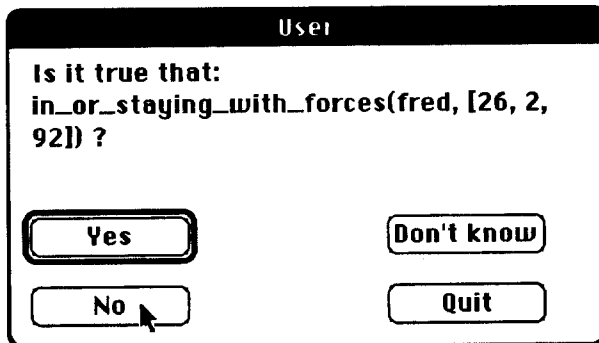 User
Is it true that:
in_or_staying_with_forces(fred, [26, 2,
92]) ?
Yes
Don't know
No
Quit